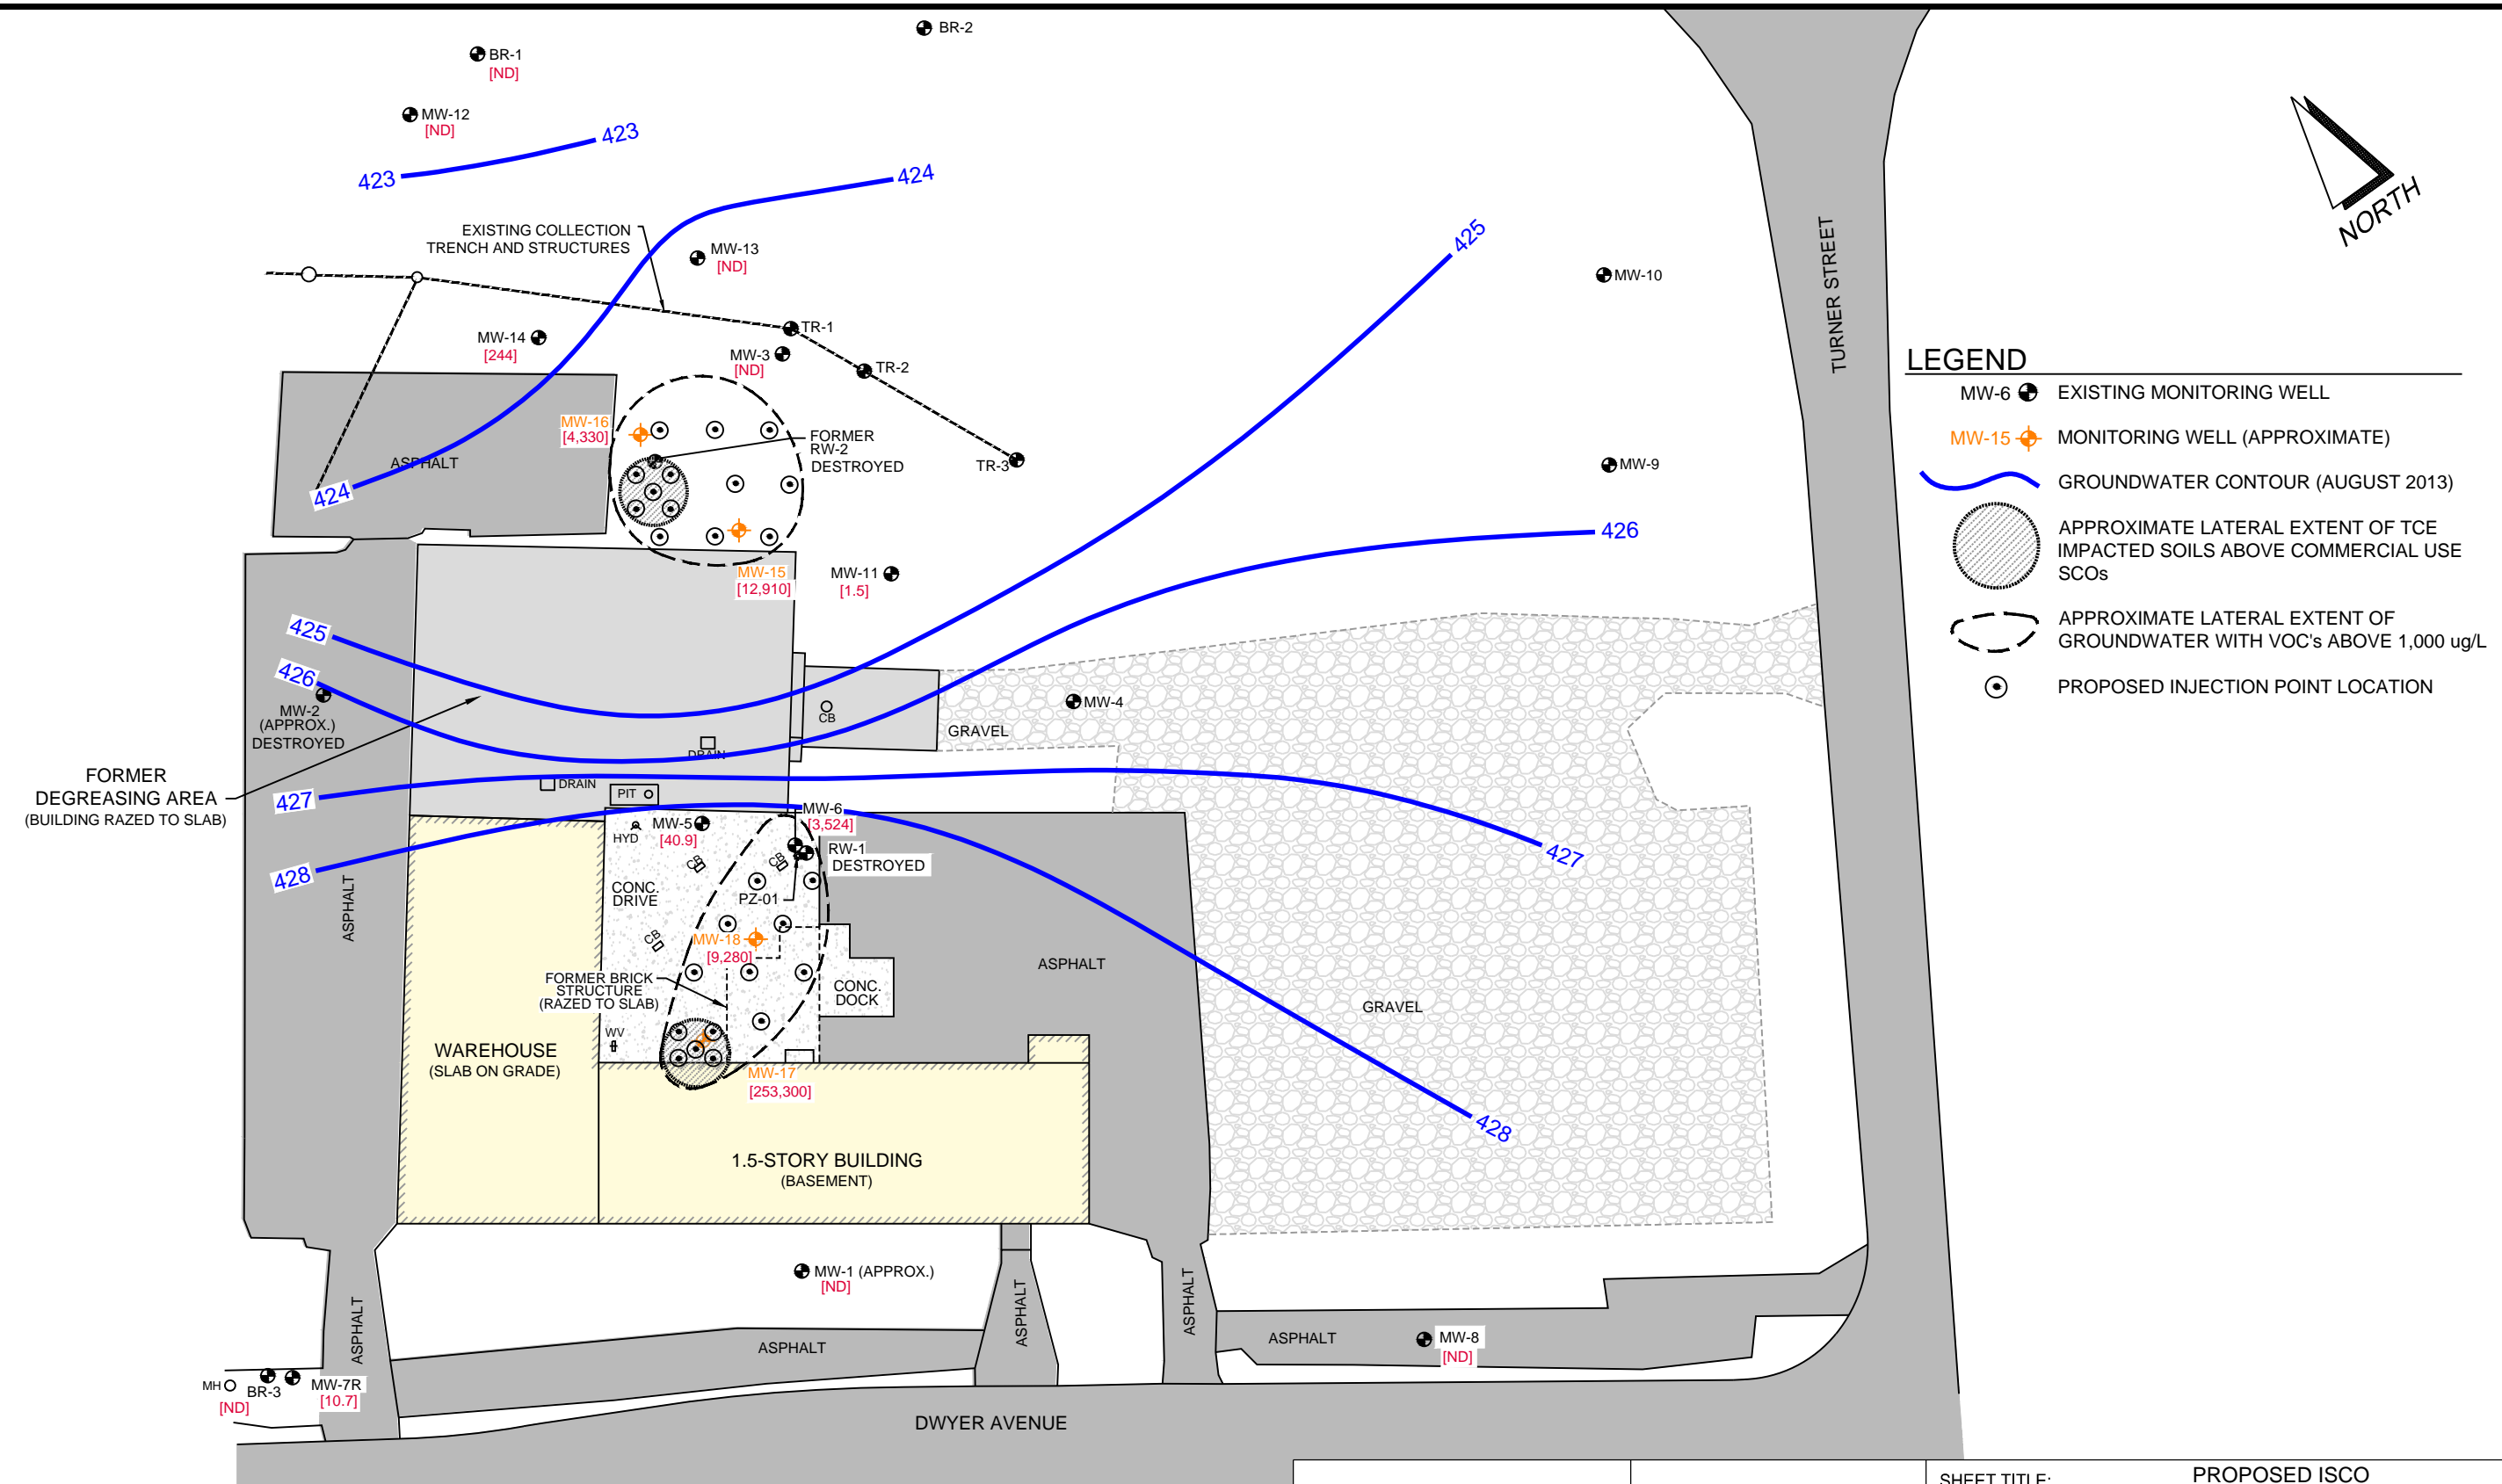 BR-2
BR-1
[ND]
MW-12
[ND]
423
423
424
EXISTING COLLECTION
TRENCH AND STRUCTURES
MW-13
[ND]
425
MW-10
TURNER STREET
NORTH
MW-14
[244]
TR-1
MW-3
[ND]
TR-2
LEGEND
MW-6
EXISTING MONITORING WELL
MW-15
MONITORING WELL (APPROXIMATE)
GROUNDWATER CONTOUR (AUGUST 2013)
APPROXIMATE LATERAL EXTENT OF TCE
IMPACTED SOILS ABOVE COMMERCIAL USE
SCOs
APPROXIMATE LATERAL EXTENT OF
GROUNDWATER WITH VOC's ABOVE 1,000 ug/L
PROPOSED INJECTION POINT LOCATION
MW-16
[4,330]
FORMER
RW-2
DESTROYED
ASPHALT
TR-3
MW-9
424
426
MW-15
[12,910]
MW-11
[1.5]
425
426
MW-2
(APPROX.)
DESTROYED
CB
MW-4
GRAVEL
DRAIN
FORMER
DEGREASING AREA
(BUILDING RAZED TO SLAB)
DRAIN
427
PIT
MW-6
[3,524]
HYD
MW-5
[40.9]
RW-1
DESTROYED
427
428
CB
CB
CONC.
DRIVE
PZ-01
ASPHALT
CB
MW-18
[9,280]
ASPHALT
FORMER BRICK
STRUCTURE
(RAZED TO SLAB)
CONC.
DOCK
GRAVEL
WV
WAREHOUSE
(SLAB ON GRADE)
MW-17
[253,300]
428
1.5-STORY BUILDING
(BASEMENT)
MW-1 (APPROX.)
[ND]
ASPHALT
ASPHALT
ASPHALT
ASPHALT
ASPHALT
MW-8
[ND]
MH
BR-3
[ND]
MW-7R
[10.7]
DWYER AVENUE
SHEET TITLE:
PROPOSED ISCO